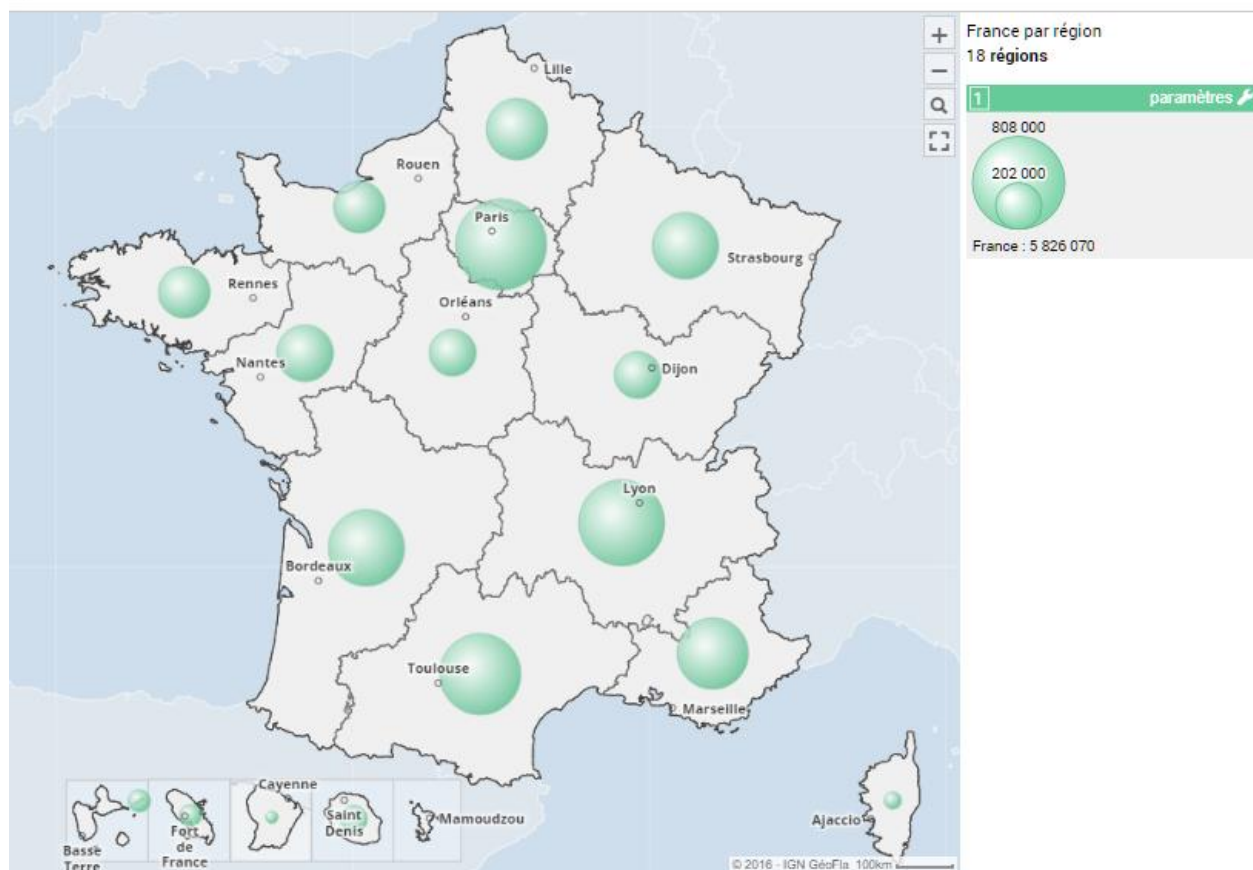 Lille
Rouen
Paris
Strasbourg
Rennes
Orléans
Nantes
Dijon
Lyon
Bordeaux
Toulouse
Marseille
Cayenne
Saint
Denis
Mamoudzou
Fort
de
France
Basse
Terre
Ajaccio
© 2016 - IGN GéoFla 100km
France par région
18 régions
1 paramètres
808 000
202 000
France : 5 826 070